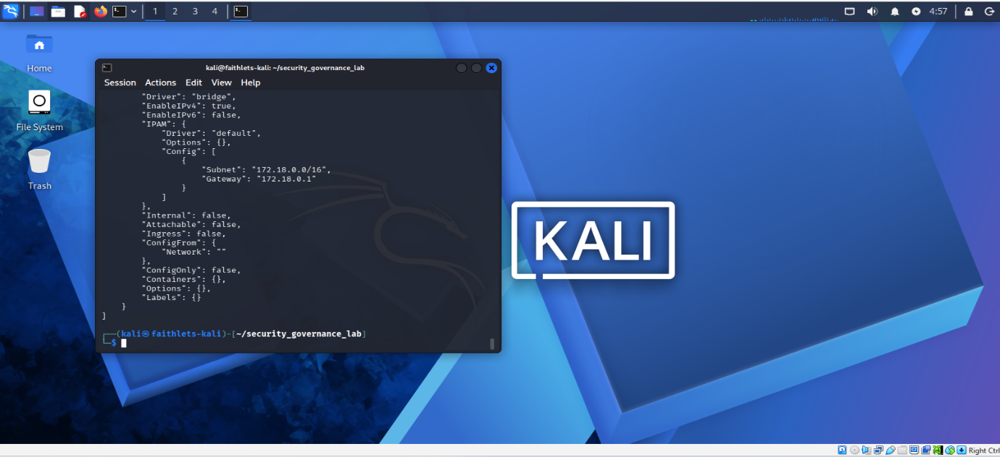 1 2 3 4
4:57
Home
File System
Trash
kali@faithlets-kali: ~/security_governance_lab
Session Actions Edit View Help
        "Driver": "bridge",
        "EnableIPv4": true,
        "EnableIPv6": false,
        "IPAM": {
            "Driver": "default",
            "Options": {},
            "Config": [
                {
                    "Subnet": "172.18.0.0/16",
                    "Gateway": "172.18.0.1"
                }
            ]
        },
        "Internal": false,
        "Attachable": false,
        "Ingress": false,
        "ConfigFrom": {
            "Network": ""
        },
        "ConfigOnly": false,
        "Containers": {},
        "Options": {},
        "Labels": {}
    }
]
┌──(kali㉿faithlets-kali)-[~/security_governance_lab]
└─$
KALI
Right Ctrl